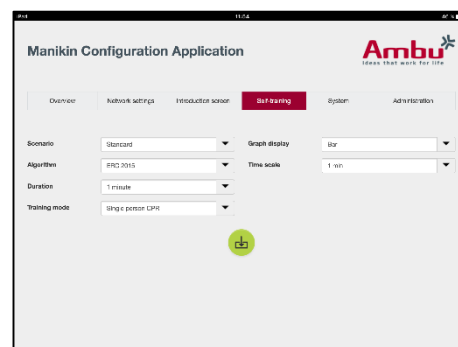 iPad 11:04
Manikin Configuration Application
Ambu
Ideas that work for life
Overview Network settings Introduction screen Self-training System Administration
Scenario Standard Graph display Bar
Algorithm ERC 2015 Time scale 1 min
Duration 1 minute
Training mode Single person CPR